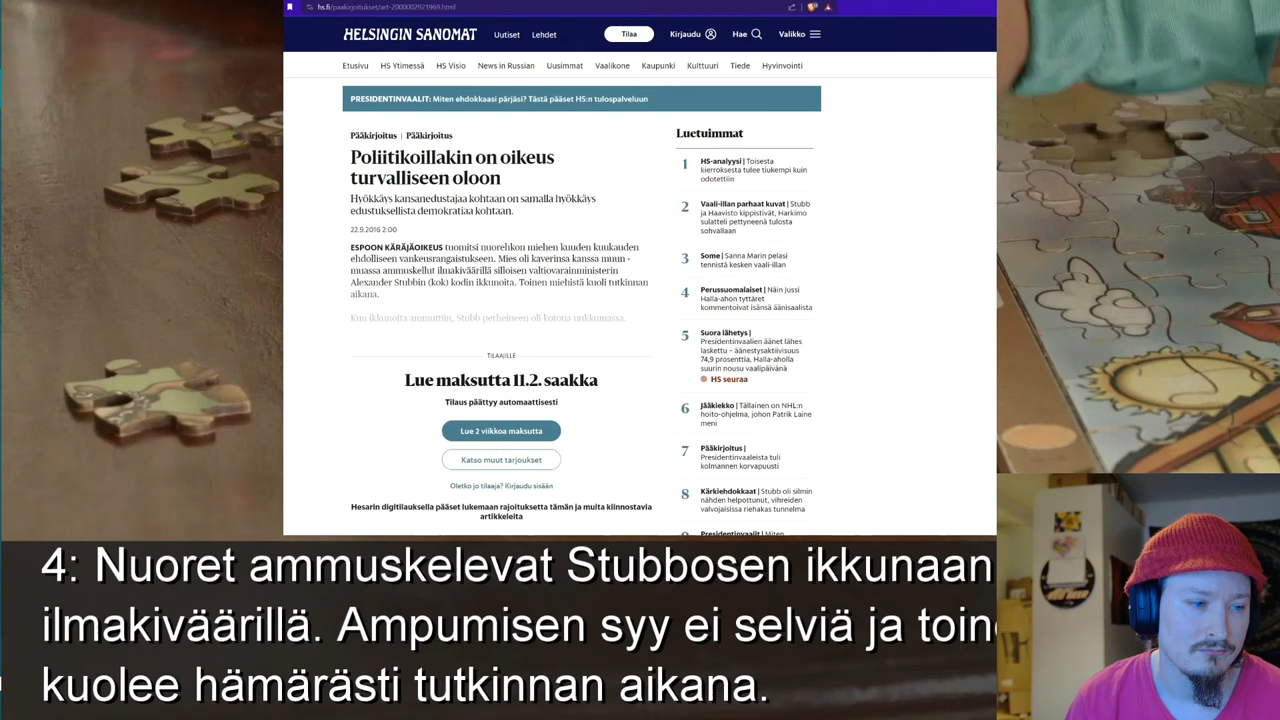 hs.fi/paakirjoitukset/art-2000002921969.html
HELSINGIN SANOMAT Uutiset Lehdet Tilaa Kirjaudu Hae Valikko
Etusivu HS Ytimessä HS Visio News in Russian Uusimmat Vaalikone Kaupunki Kulttuuri Tiede Hyvinvointi
PRESIDENTINVAALIT: Miten ehdokkaasi pärjäsi? Tästä pääset HS:n tulospalveluun
Pääkirjoitus | Pääkirjoitus
Poliitikoillakin on oikeus
turvalliseen oloon
Hyökkäys kansanedustajaa kohtaan on samalla hyökkäys
edustuksellista demokratiaa kohtaan.
22.9.2016 2:00
ESPOON KÄRÄJÄOIKEUS tuomitsi nuorehkon miehen kuuden kuukauden
ehdolliseen vankeusrangaistukseen. Mies oli kaverinsa kanssa muun -
muassa ammuskellut ilmakiväärillä silloisen valtiovarainministerin
Alexander Stubbin (kok) kodin ikkunoita. Toinen miehistä kuoli tutkinnan
aikana.
Kun ikkunoita ammuttiin, Stubb perheineen oli kotona nukkumassa.
TILAAJILLE
Lue maksutta 11.2. saakka
Tilaus päättyy automaattisesti
Lue 2 viikkoa maksutta
Katso muut tarjoukset
Oletko jo tilaaja? Kirjaudu sisään
Hesarin digitilauksella pääset lukemaan rajoituksetta tämän ja muita kiinnostavia
artikkeleita
Luetuimmat
1 HS-analyysi | Toisesta
kierroksesta tulee tiukempi kuin
odotettiin
2 Vaali-illan parhaat kuvat | Stubb
ja Haavisto kippistivät, Harkimo
sulatteli pettyneenä tulosta
sohvallaan
3 Some | Sanna Marin pelasi
tennistä kesken vaali-illan
4 Perussuomalaiset | Näin Jussi
Halla-ahon tyttäret
kommentoivat isänsä äänisaalista
5 Suora lähetys |
Presidentinvaalien äänet lähes
laskettu – äänestysaktiivisuus
74,9 prosenttia, Halla-aholla
suurin nousu vaalipäivänä
HS seuraa
6 Jääkiekko | Tällainen on NHL:n
hoito-ohjelma, johon Patrik Laine
meni
7 Pääkirjoitus |
Presidentinvaaleista tuli
kolmannen korvapuusti
8 Kärkiehdokkaat | Stubb oli silmin
nähden helpottunut, vihreiden
valvojaisissa riehakas tunnelma
Presidentinvaalit | Miten
4: Nuoret ammuskelevat Stubbosen ikkunaan
ilmakiväärillä. Ampumisen syy ei selviä ja toin
kuolee hämärästi tutkinnan aikana.